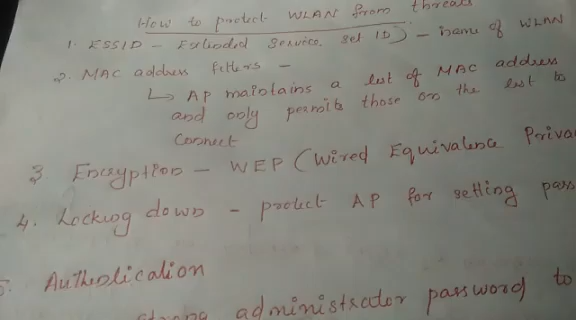 How to protect WLAN from threats
1. ESSID - Extended Service Set ID) - name of WLAN
2. MAC address filters -
↳ AP maintains a list of MAC address
and only permits those on the list to
connect
3 Encryption - WEP (Wired Equivalence Priva
4. Locking down - protect AP for setting pass
5. Authentication
strong administrator password to